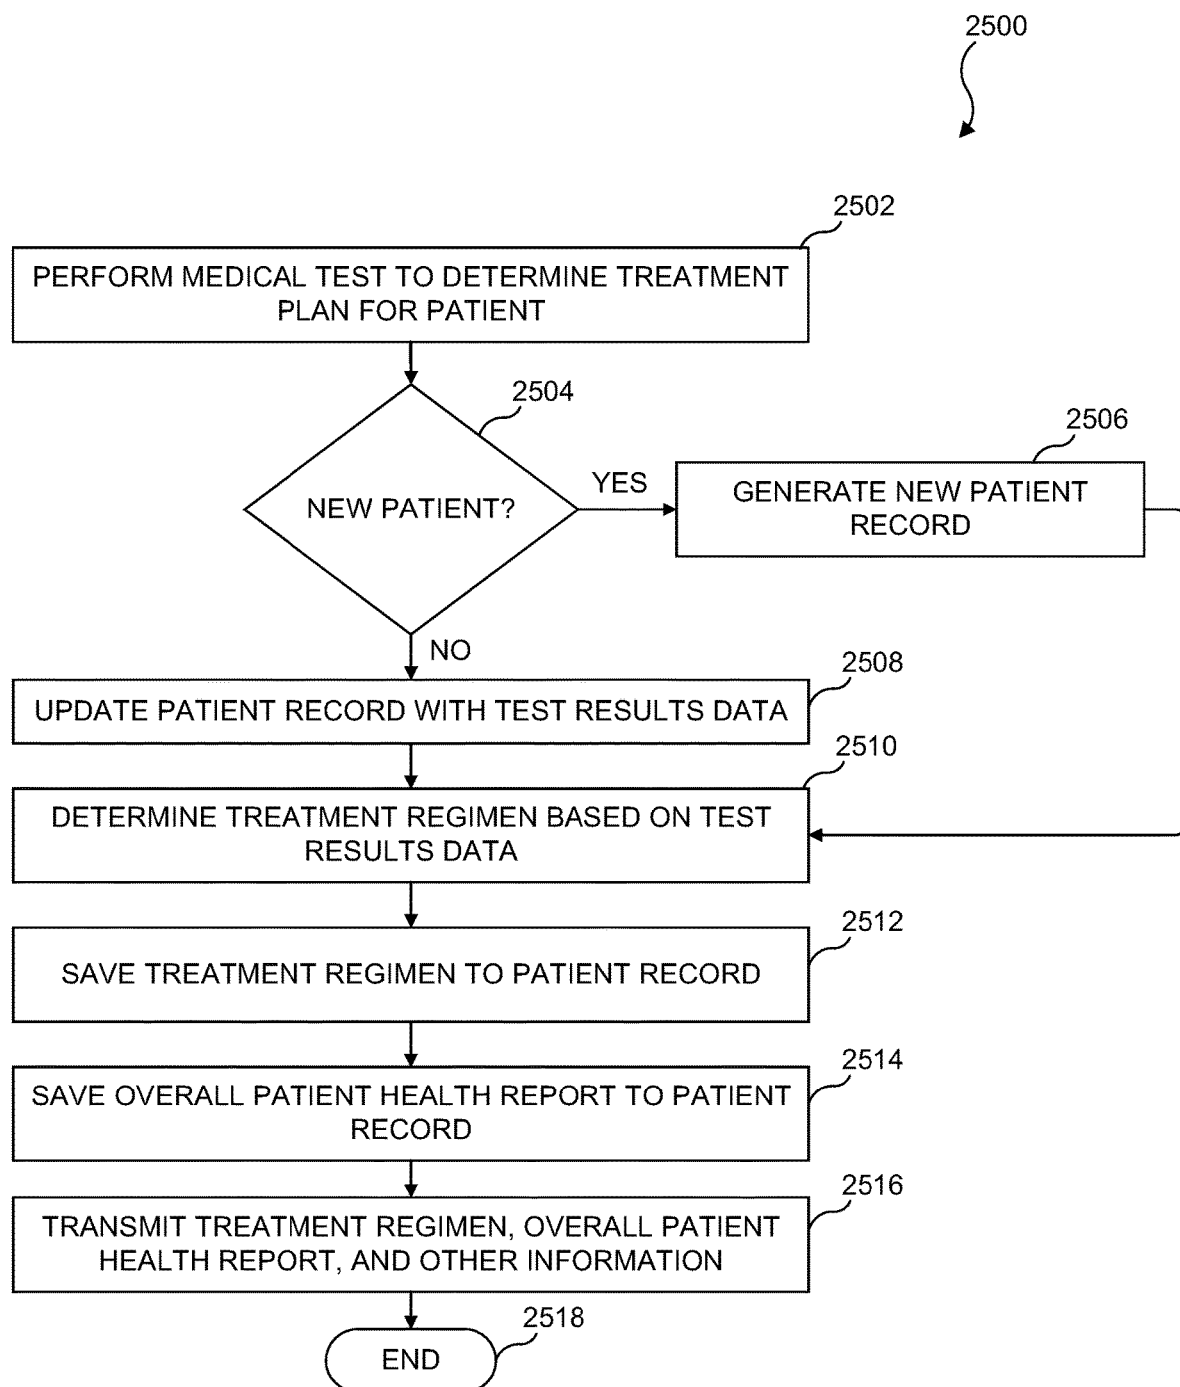 2500
2502
PERFORM MEDICAL TEST TO DETERMINE TREATMENT
PLAN FOR PATIENT
2504
NEW PATIENT?
YES
2506
GENERATE NEW PATIENT
RECORD
NO
2508
UPDATE PATIENT RECORD WITH TEST RESULTS DATA
2510
DETERMINE TREATMENT REGIMEN BASED ON TEST
RESULTS DATA
2512
SAVE TREATMENT REGIMEN TO PATIENT RECORD
2514
SAVE OVERALL PATIENT HEALTH REPORT TO PATIENT
RECORD
2516
TRANSMIT TREATMENT REGIMEN, OVERALL PATIENT
HEALTH REPORT, AND OTHER INFORMATION
2518
END